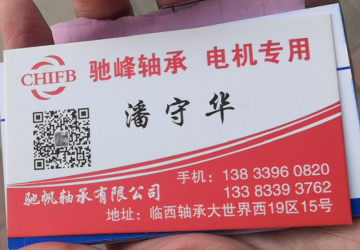 CHIFB
驰峰轴承 电机专用
潘守华
手机：138 3396 0820
133 8339 3762
驰帆轴承有限公司
地址：临西轴承大世界西19区15号